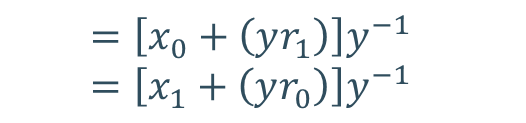 = [x₀ + (yr₁)]y⁻¹
= [x₁ + (yr₀)]y⁻¹